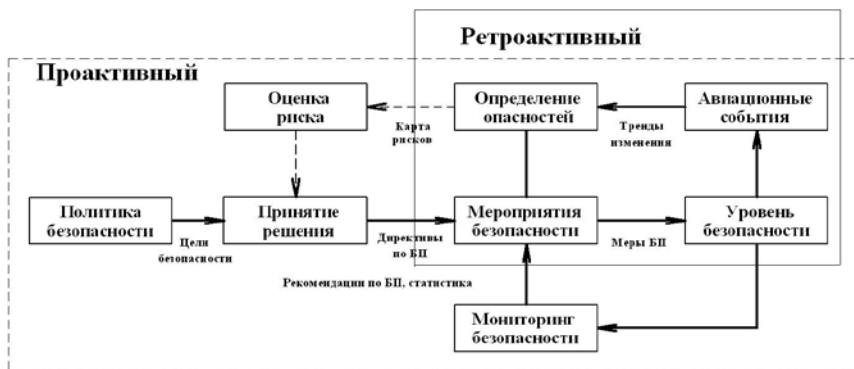 Ретроактивный
Проактивный
Оценка
риска
Определение
опасностей
Авиационные
события
Карта
рисков
Тренды
изменения
Политика
безопасности
Принятие
решения
Мероприятия
безопасности
Уровень
безопасности
Цели
безопасности
Директивы
по БП
Меры БП
Рекомендации по БП, статистика
Мониторинг
безопасности